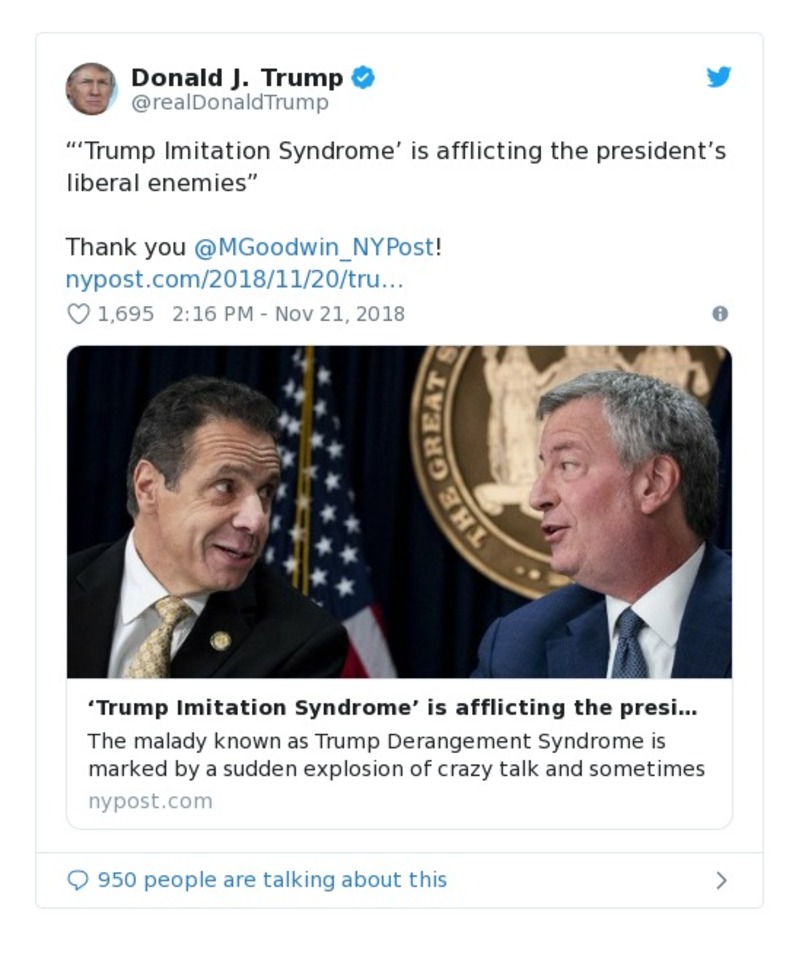 Donald J. Trump
@realDonaldTrump
“‘Trump Imitation Syndrome’ is afflicting the president’s
liberal enemies”
Thank you @MGoodwin_NYPost!
nypost.com/2018/11/20/tru…
1,695 2:16 PM - Nov 21, 2018
THE GREAT S
‘Trump Imitation Syndrome’ is afflicting the presi…
The malady known as Trump Derangement Syndrome is
marked by a sudden explosion of crazy talk and sometimes
nypost.com
950 people are talking about this